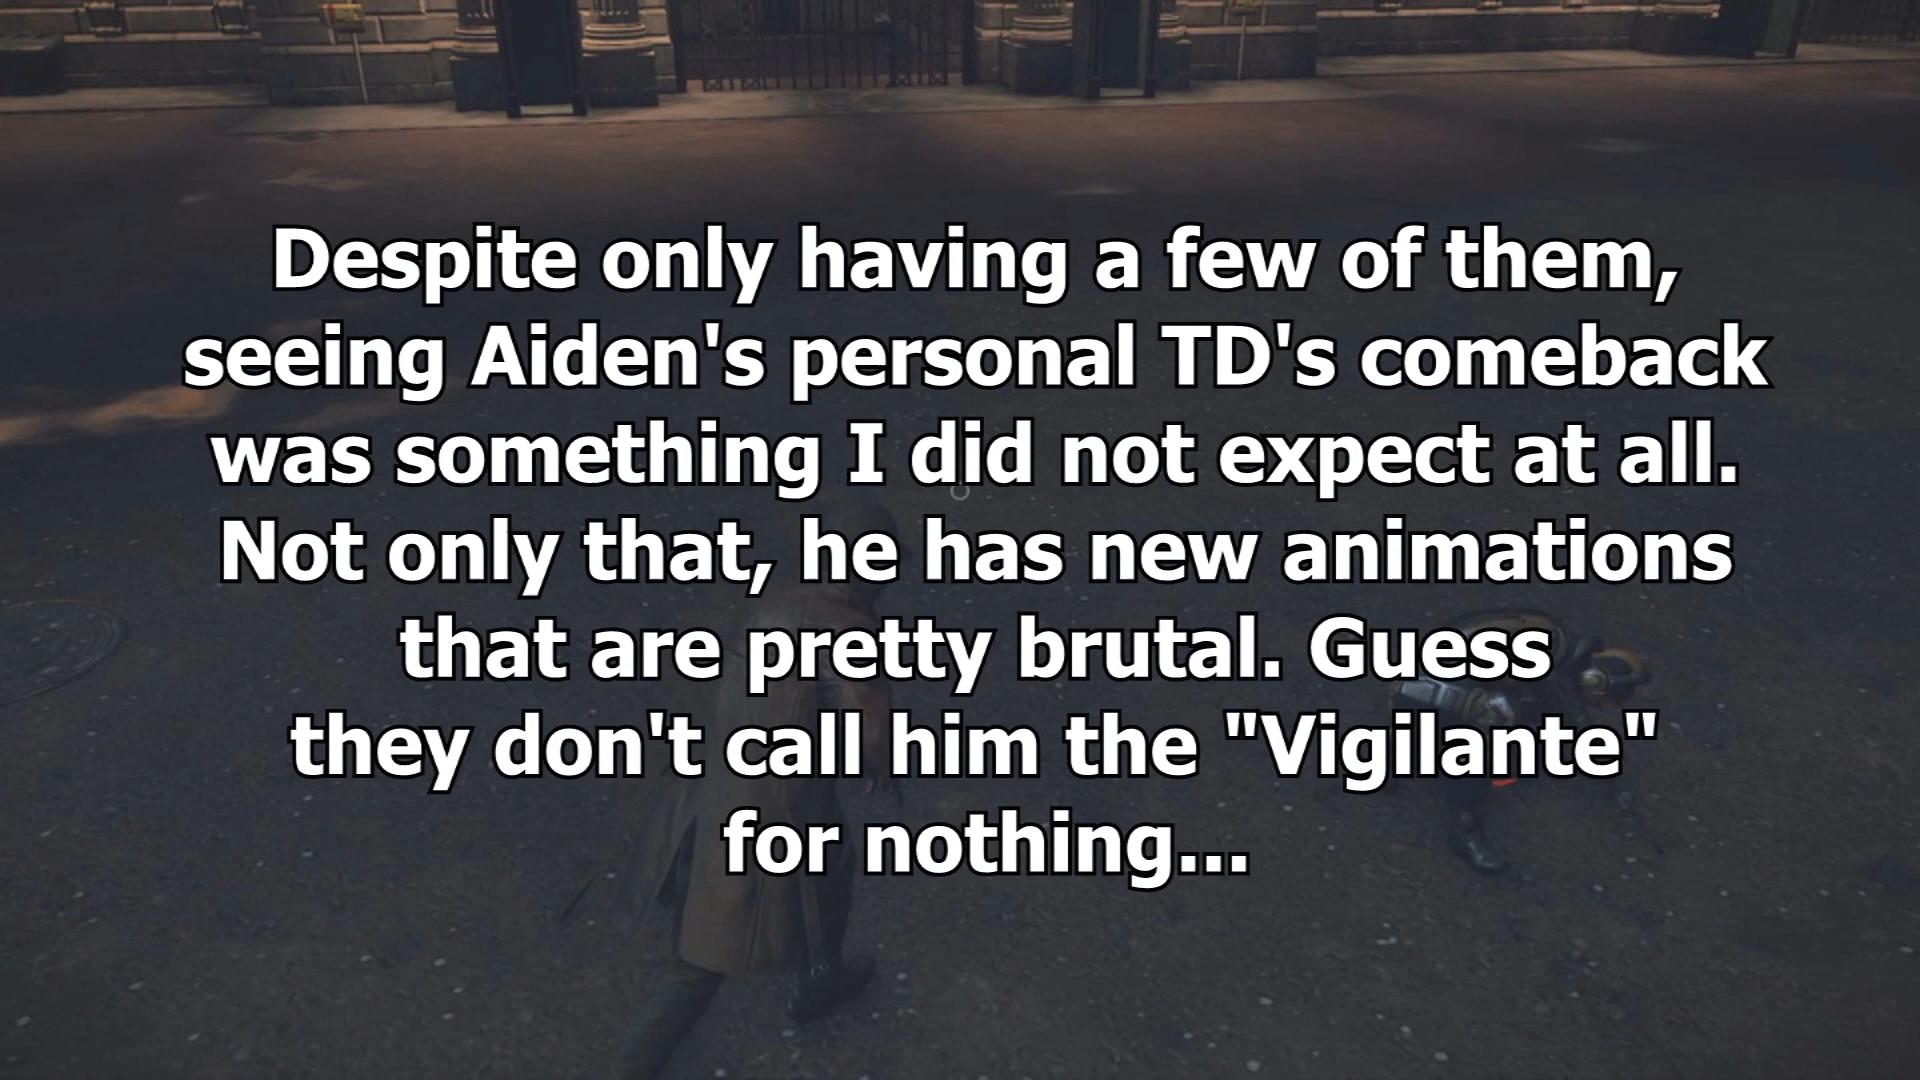 Despite only having a few of them,
seeing Aiden's personal TD's comeback
was something I did not expect at all.
Not only that, he has new animations
that are pretty brutal. Guess
they don't call him the "Vigilante"
for nothing...